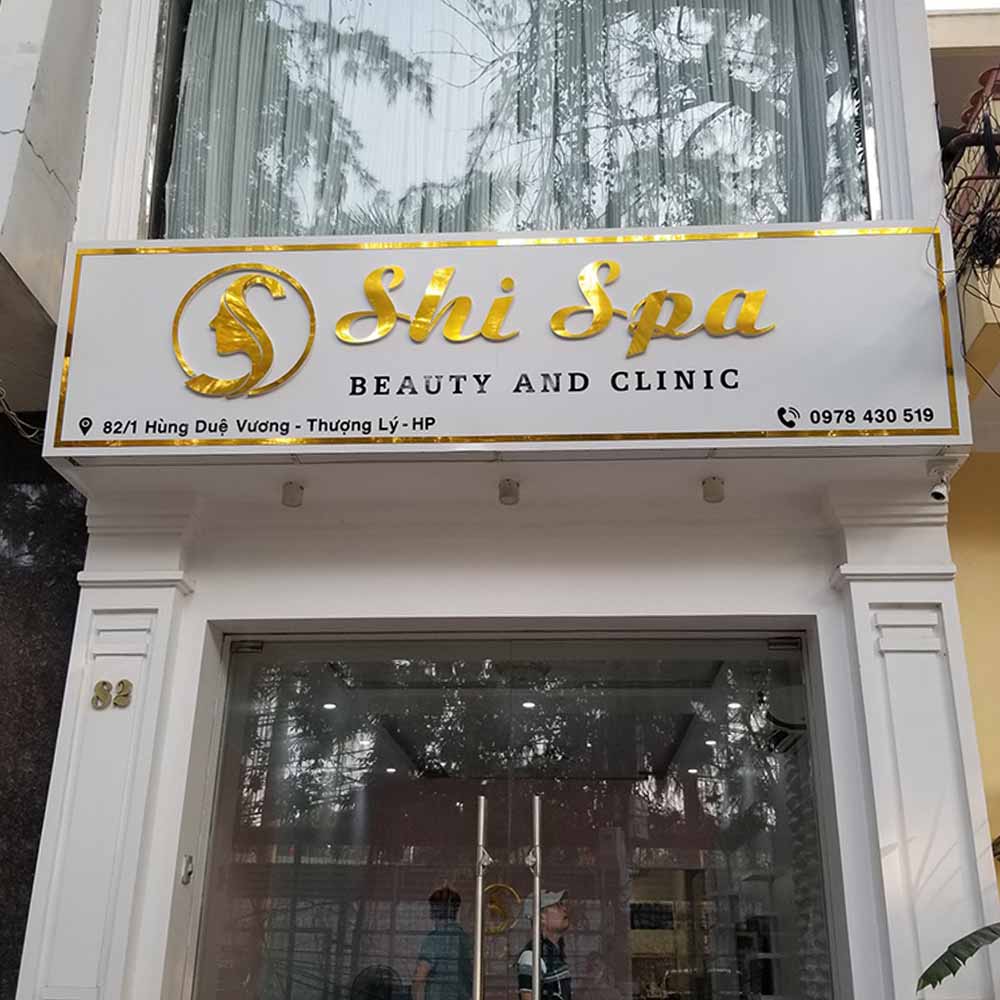 Shi Spa
BEAUTY AND CLINIC
82/1 Hùng Duệ Vương - Thượng Lý - HP
0978 430 519
82